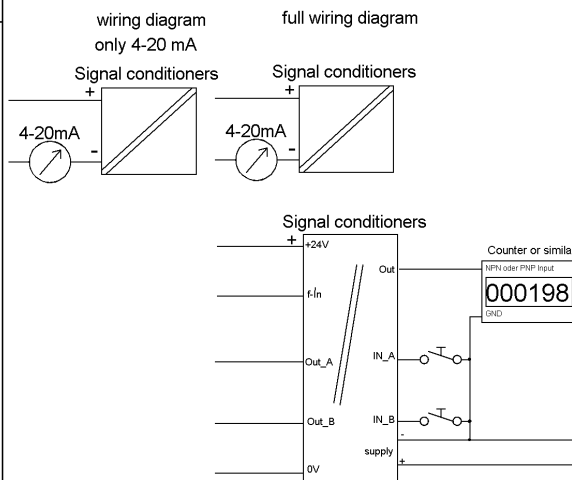 wiring diagram
only 4-20 mA
full wiring diagram
Signal conditioners
+
4-20mA
-
Signal conditioners
+
4-20mA
-
Signal conditioners
+
+24V
f-In
Out_A
Out_B
0V
Out
IN_A
IN_B
-
supply
+
Counter or simila
NPN oder PNP Input
000198
GND